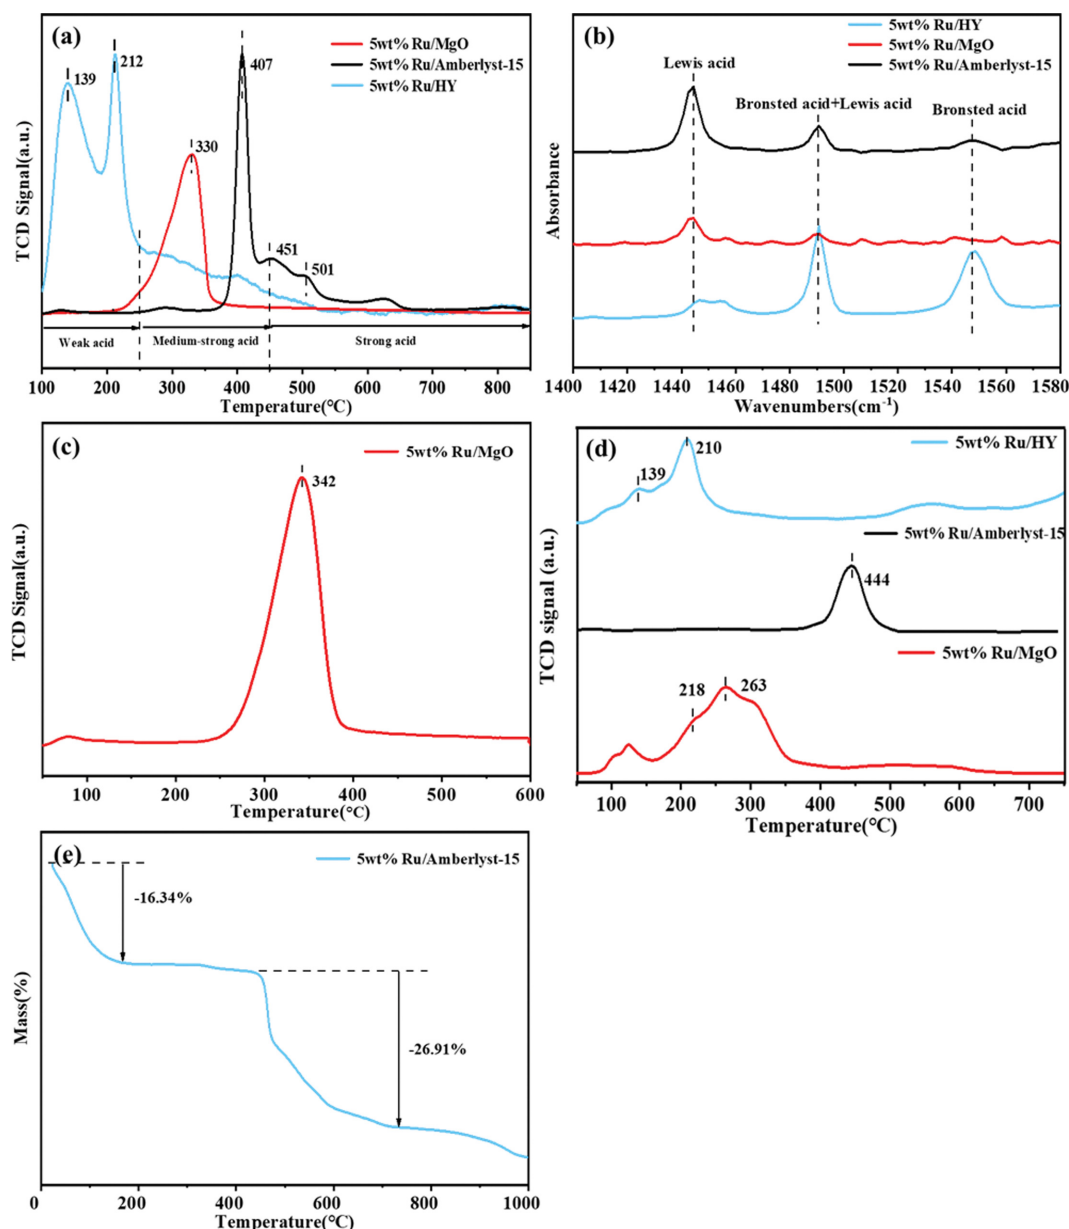 (a)
5wt% Ru/MgO
5wt% Ru/Amberlyst-15
5wt% Ru/HY
139
212
330
407
451
501
Weak acid
Medium-strong acid
Strong acid
TCD Signal(a.u.)
100 200 300 400 500 600 700 800
Temperature(°C)
(b)
5wt% Ru/HY
5wt% Ru/MgO
5wt% Ru/Amberlyst-15
Lewis acid
Bronsted acid+Lewis acid
Bronsted acid
Absorbance
1400 1420 1440 1460 1480 1500 1520 1540 1560 1580
Wavenumbers(cm⁻¹)
(c)
5wt% Ru/MgO
342
TCD Signal(a.u.)
100 200 300 400 500 600
Temperature(°C)
(d)
5wt% Ru/HY
139
210
5wt% Ru/Amberlyst-15
444
5wt% Ru/MgO
218
263
TCD signal (a.u.)
100 200 300 400 500 600 700
Temperature(°C)
(e)
5wt% Ru/Amberlyst-15
-16.34%
-26.91%
Mass(%)
0 200 400 600 800 1000
Temperature(°C)